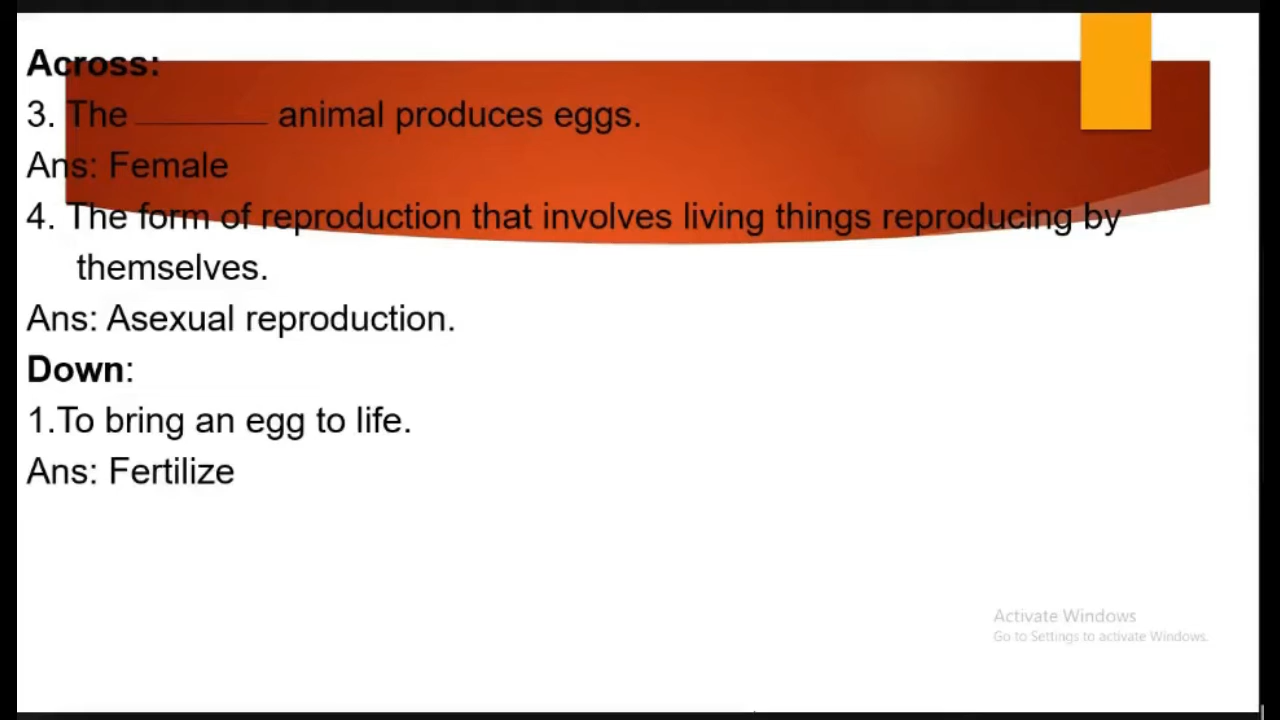 Across:
3. The ________ animal produces eggs.
Ans: Female
4. The form of reproduction that involves living things reproducing by
themselves.
Ans: Asexual reproduction.
Down:
1.To bring an egg to life.
Ans: Fertilize
Activate Windows
Go to Settings to activate Windows.